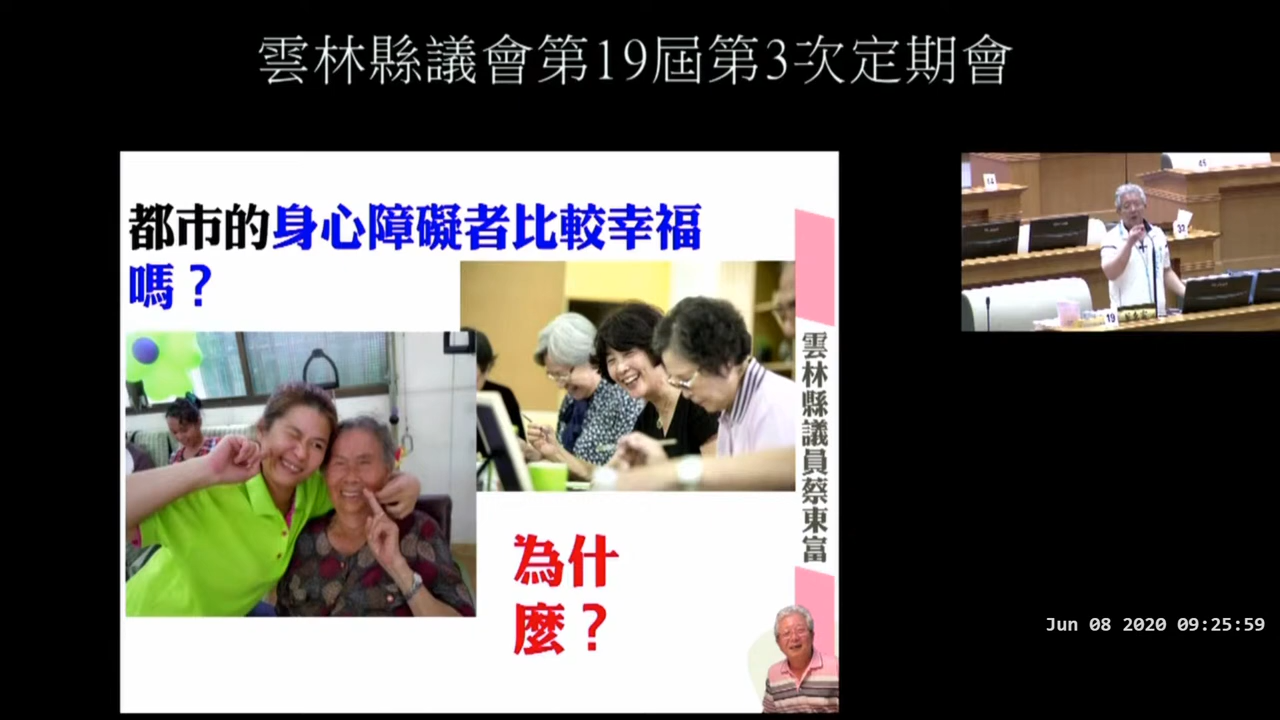 雲林縣議會第19屆第3次定期會
都市的身心障礙者比較幸福
嗎？
為什
麼？
雲林縣議員蔡東富
19
Jun 08 2020 09:25:59